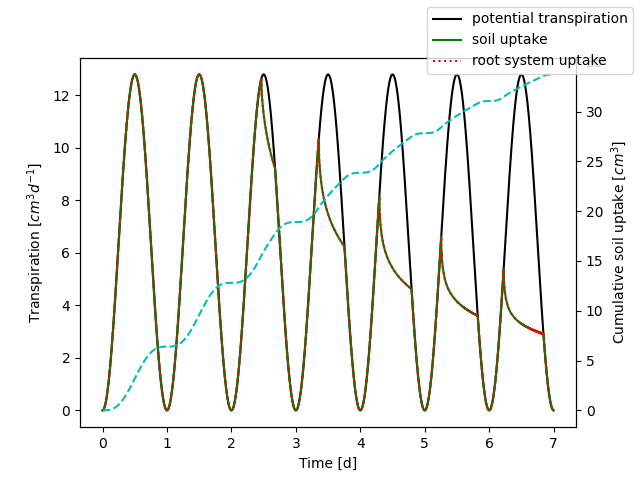 potential transpiration
soil uptake
root system uptake
12
10
8
6
4
2
0
Transpiration [cm³d⁻¹]
30
25
20
15
10
5
0
Cumulative soil uptake [cm³]
0 1 2 3 4 5 6 7
Time [d]